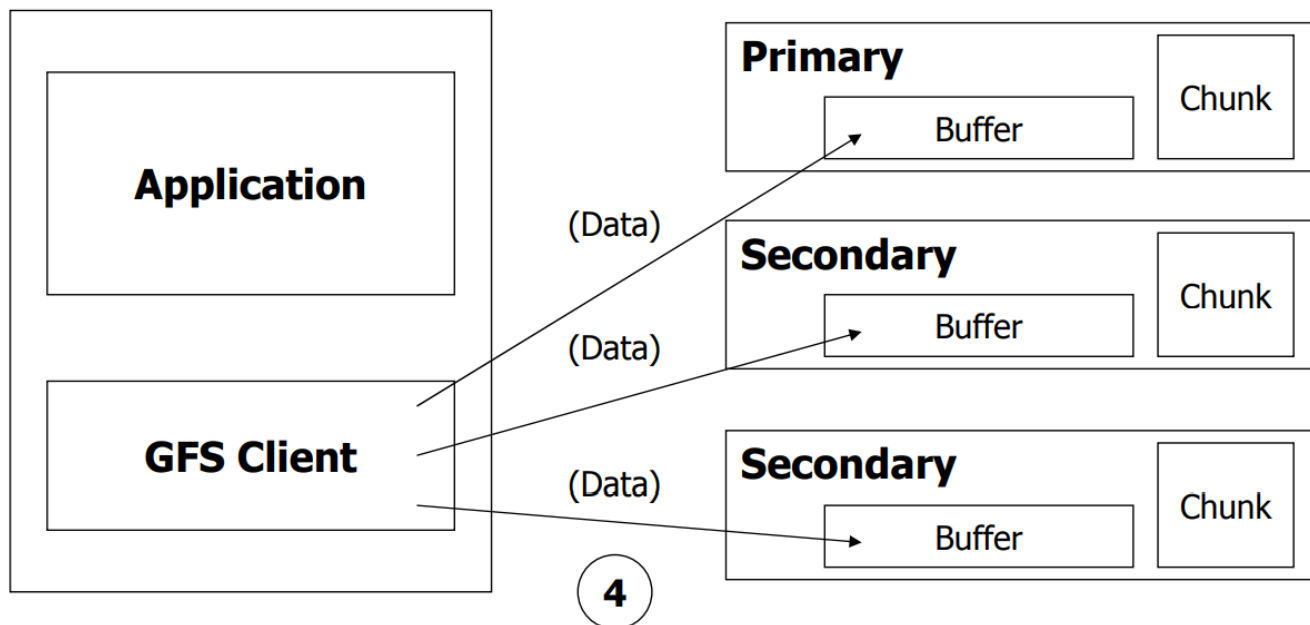 Application
GFS Client
(Data)
(Data)
(Data)
4
Primary
Buffer
Chunk
Secondary
Buffer
Chunk
Secondary
Buffer
Chunk